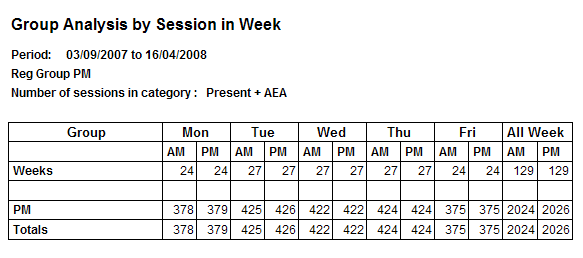 Group Analysis by Session in Week
Period: 03/09/2007 to 16/04/2008
Reg Group PM
Number of sessions in category : Present + AEA
Group Mon Tue Wed Thu Fri All Week
AM PM AM PM AM PM AM PM AM PM AM PM
Weeks 24 24 27 27 27 27 27 27 24 24 129 129
PM 378 379 425 426 422 422 424 424 375 375 2024 2026
Totals 378 379 425 426 422 422 424 424 375 375 2024 2026